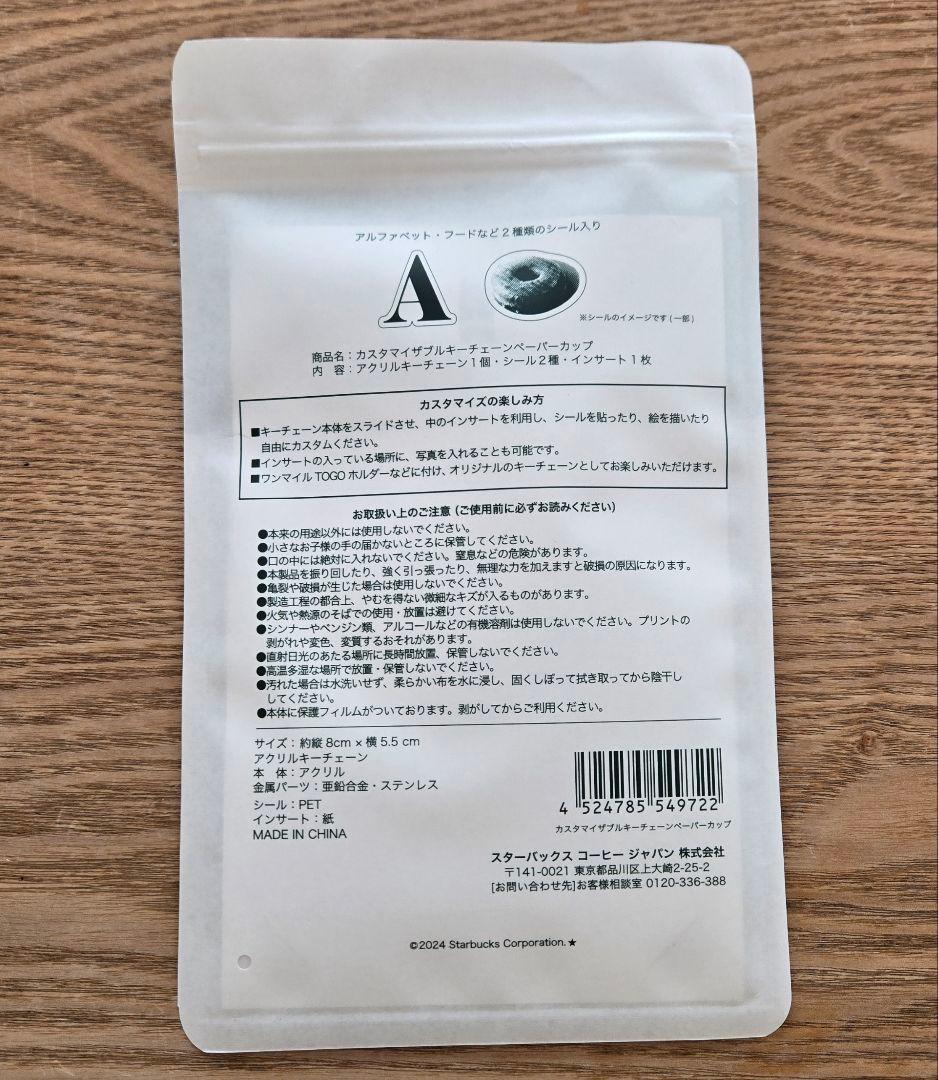 アルファベット・フードなど2種類のシール入り
A
※シールのイメージです(一部)
商品名：カスタマイザブルキーチェーンペーパーカップ
内　容：アクリルキーチェーン1個・シール2種・インサート1枚
カスタマイズの楽しみ方
■キーチェーン本体をスライドさせ、中のインサートを利用し、シールを貼ったり、絵を描いたり
自由にカスタムください。
■インサートの入っている場所に、写真を入れることも可能です。
■ワンマイルTOGOホルダーなどに付け、オリジナルのキーチェーンとしてお楽しみいただけます。
お取扱い上のご注意(ご使用前に必ずお読みください)
●本来の用途以外には使用しないでください。
●小さなお子様の手の届かないところに保管してください。
●口の中には絶対に入れないでください。窒息などの危険があります。
●本製品を振り回したり、強く引っ張ったり、無理な力を加えますと破損の原因になります。
●亀裂や破損が生じた場合は使用しないでください。
●製造工程の都合上、やむを得ない微細なキズが入るものがあります。
●火気や熱源のそばでの使用・放置は避けてください。
●シンナーやベンジン類、アルコールなどの有機溶剤は使用しないでください。プリントの
剥がれや変色、変質するおそれがあります。
●直射日光のあたる場所に長時間放置、保管しないでください。
●高温多湿な場所で放置・保管しないでください。
●汚れた場合は水洗いせず、柔らかい布を水に浸し、固くしぼって拭き取ってから陰干し
してください。
●本体に保護フィルムがついております。剥がしてからご利用ください。
サイズ：約縦8cm×横5.5cm
アクリルキーチェーン
本　体：アクリル
金属パーツ：亜鉛合金・ステンレス
シール：PET
インサート：紙
MADE IN CHINA
4 524785 549722
カスタマイザブルキーチェーンペーパーカップ
スターバックス コーヒー ジャパン 株式会社
〒141-0021 東京都品川区上大崎2-25-2
[お問い合わせ先]お客様相談室 0120-336-388
©2024 Starbucks Corporation.★